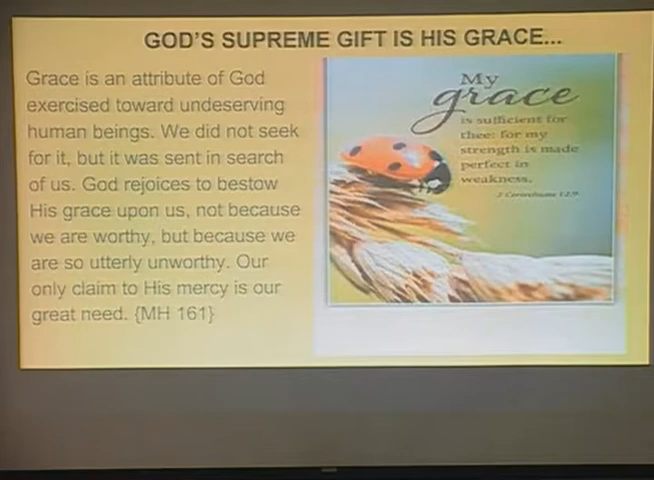 GOD'S SUPREME GIFT IS HIS GRACE...
Grace is an attribute of God
exercised toward undeserving
human beings. We did not seek
for it, but it was sent in search
of us. God rejoices to bestow
His grace upon us, not because
we are worthy, but because we
are so utterly unworthy. Our
only claim to His mercy is our
great need. {MH 161}
My
grace
is sufficient for
thee: for my
strength is made
perfect in
weakness.
2 Corinthians 12:9